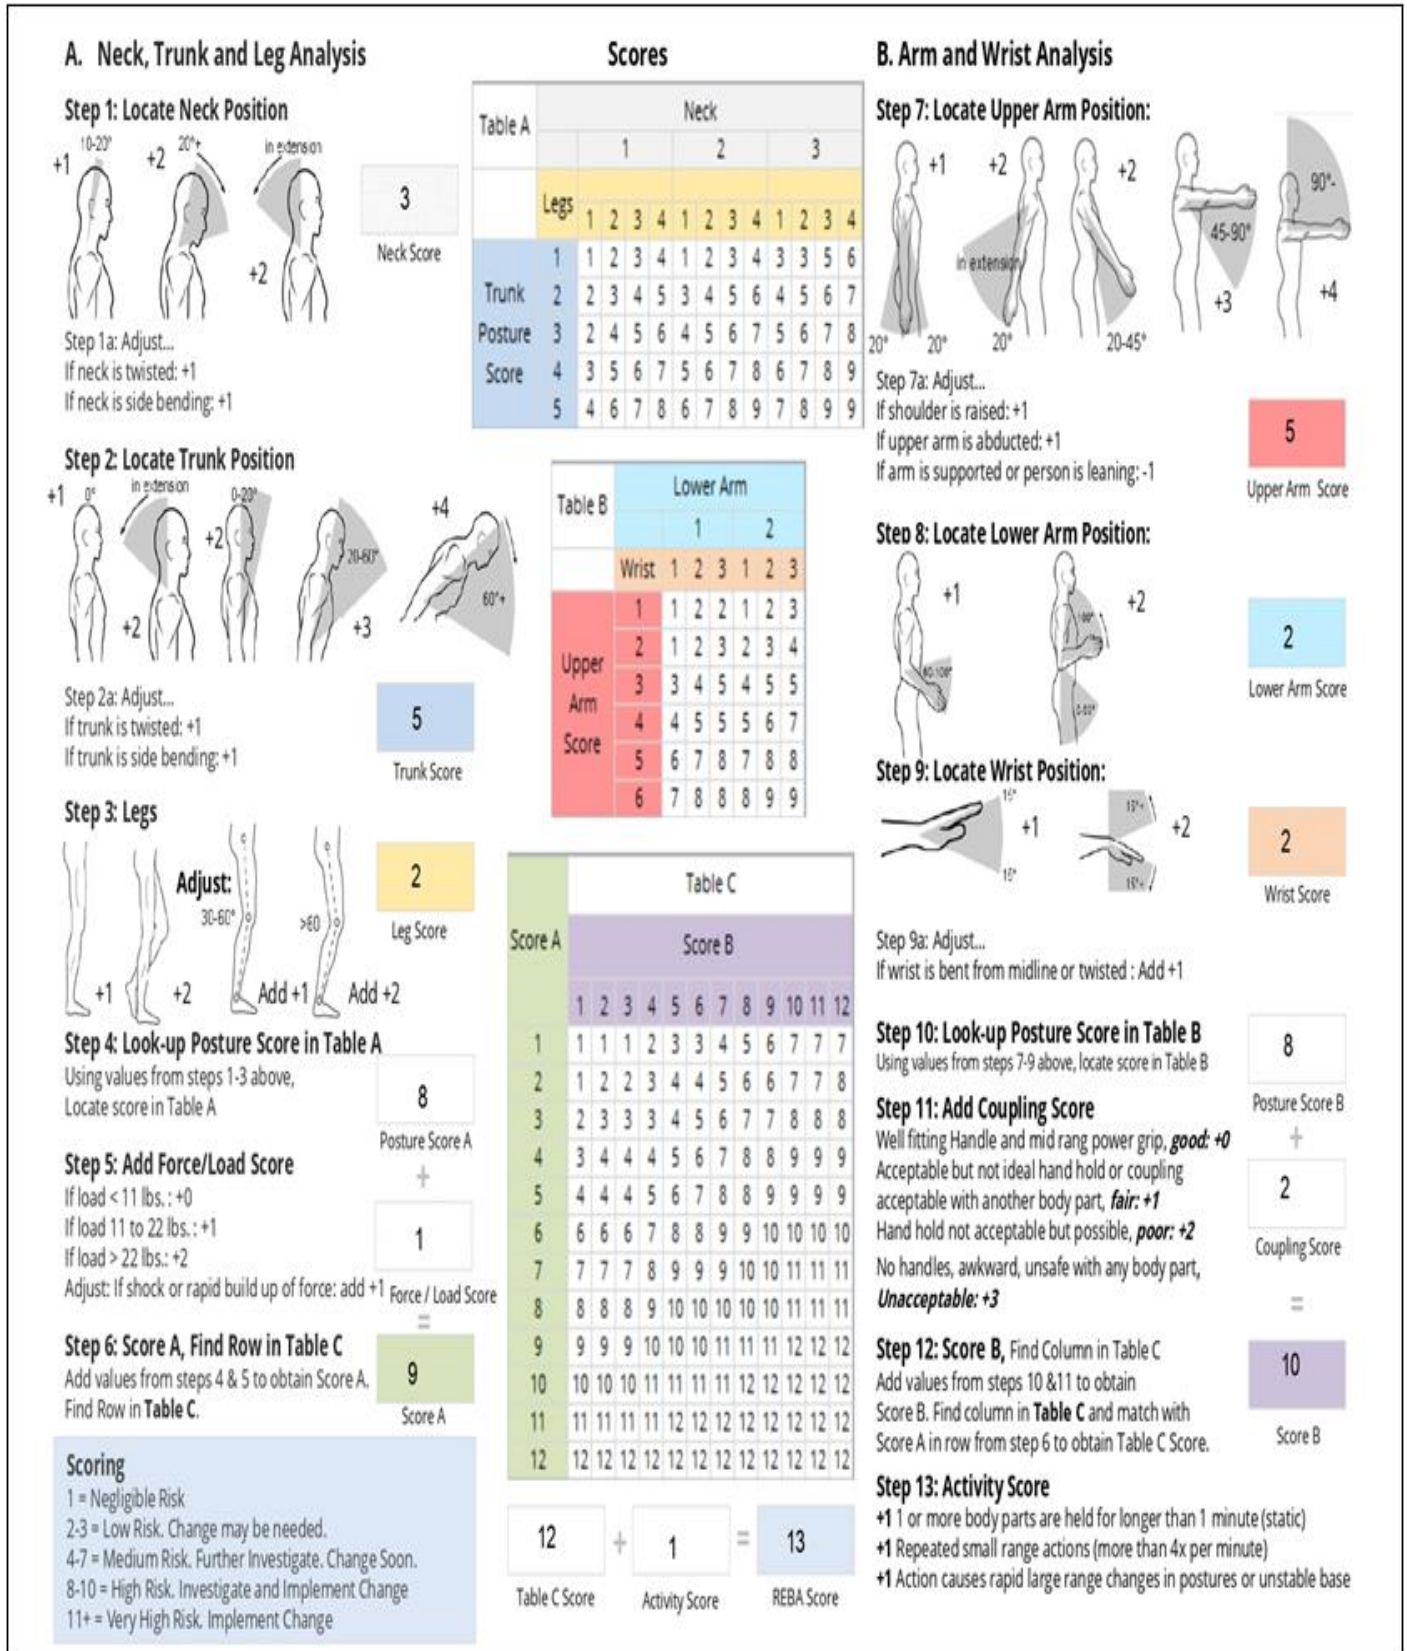 A. Neck, Trunk and Leg Analysis
Step 1: Locate Neck Position
+1 10-20° +2 20°+ in extension +2
3
Neck Score
Step 1a: Adjust...
If neck is twisted: +1
If neck is side bending: +1
Step 2: Locate Trunk Position
+1 0° in extension +2 0-20° +2 20-60° +3 +4 60°+
Step 2a: Adjust...
If trunk is twisted: +1
If trunk is side bending: +1
5
Trunk Score
Step 3: Legs
+1 +2 Adjust: 30-60° Add +1 >60 Add +2
2
Leg Score
Step 4: Look-up Posture Score in Table A
Using values from steps 1-3 above,
Locate score in Table A
8
Posture Score A
+
Step 5: Add Force/Load Score
If load < 11 lbs. : +0
If load 11 to 22 lbs. : +1
If load > 22 lbs.: +2
Adjust: If shock or rapid build up of force: add +1
1
Force / Load Score
=
Step 6: Score A, Find Row in Table C
Add values from steps 4 & 5 to obtain Score A.
Find Row in Table C.
9
Score A
Scoring
1 = Negligible Risk
2-3 = Low Risk. Change may be needed.
4-7 = Medium Risk. Further Investigate. Change Soon.
8-10 = High Risk. Investigate and Implement Change
11+ = Very High Risk. Implement Change
Scores
Table A Neck
1 2 3
Legs 1 2 3 4 1 2 3 4 1 2 3 4
Trunk Posture Score
1 1 2 3 4 1 2 3 4 3 3 5 6
2 2 3 4 5 3 4 5 6 4 5 6 7
3 2 4 5 6 4 5 6 7 5 6 7 8
4 3 5 6 7 5 6 7 8 6 7 8 9
5 4 6 7 8 6 7 8 9 7 8 9 9
Table B Lower Arm
1 2
Wrist 1 2 3 1 2 3
Upper Arm Score
1 1 2 2 1 2 3
2 1 2 3 2 3 4
3 3 4 5 4 5 5
4 4 5 5 5 6 7
5 6 7 8 7 8 8
6 7 8 8 8 9 9
Table C
Score A Score B
1 2 3 4 5 6 7 8 9 10 11 12
1 1 1 1 2 3 3 4 5 6 7 7 7
2 1 2 2 3 4 4 5 6 6 7 7 8
3 2 3 3 3 4 5 6 7 7 8 8 8
4 3 4 4 4 5 6 7 8 8 9 9 9
5 4 4 4 5 6 7 8 8 9 9 9 9
6 6 6 6 7 8 8 9 9 10 10 10 10
7 7 7 7 8 9 9 9 10 10 11 11 11
8 8 8 8 9 10 10 10 10 10 11 11 11
9 9 9 9 10 10 10 11 11 11 12 12 12
10 10 10 10 11 11 11 11 12 12 12 12 12
11 11 11 11 11 12 12 12 12 12 12 12 12
12 12 12 12 12 12 12 12 12 12 12 12 12
12 + 1 = 13
Table C Score Activity Score REBA Score
B. Arm and Wrist Analysis
Step 7: Locate Upper Arm Position:
+1 20° 20° +2 in extension 20° +2 20-45° 45-90° +3 90°- +4
Step 7a: Adjust...
If shoulder is raised: +1
If upper arm is abducted: +1
If arm is supported or person is leaning: -1
5
Upper Arm Score
Step 8: Locate Lower Arm Position:
+1 +2
2
Lower Arm Score
Step 9: Locate Wrist Position:
15° 15° +1 15°+ 15°+ +2
2
Wrist Score
Step 9a: Adjust...
If wrist is bent from midline or twisted : Add +1
Step 10: Look-up Posture Score in Table B
Using values from steps 7-9 above, locate score in Table B
8
Posture Score B
+
Step 11: Add Coupling Score
Well fitting Handle and mid rang power grip, good: +0
Acceptable but not ideal hand hold or coupling
acceptable with another body part, fair: +1
Hand hold not acceptable but possible, poor: +2
No handles, awkward, unsafe with any body part,
Unacceptable: +3
2
Coupling Score
=
Step 12: Score B, Find Column in Table C
Add values from steps 10 &11 to obtain
Score B. Find column in Table C and match with
Score A in row from step 6 to obtain Table C Score.
10
Score B
Step 13: Activity Score
+1 1 or more body parts are held for longer than 1 minute (static)
+1 Repeated small range actions (more than 4x per minute)
+1 Action causes rapid large range changes in postures or unstable base